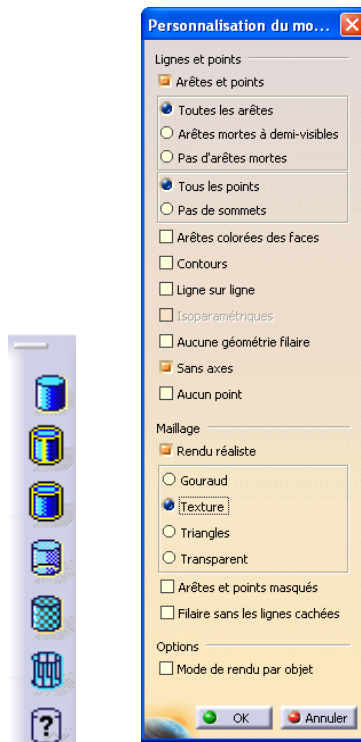 Personnalisation du mo...
Lignes et points
Arêtes et points
Toutes les arêtes
Arêtes mortes à demi-visibles
Pas d'arêtes mortes
Tous les points
Pas de sommets
Arêtes colorées des faces
Contours
Ligne sur ligne
Isoparamétriques
Aucune géométrie filaire
Sans axes
Aucun point
Maillage
Rendu réaliste
Gouraud
Texture
Triangles
Transparent
Arêtes et points masqués
Filaire sans les lignes cachées
Options
Mode de rendu par objet
OK
Annuler
?